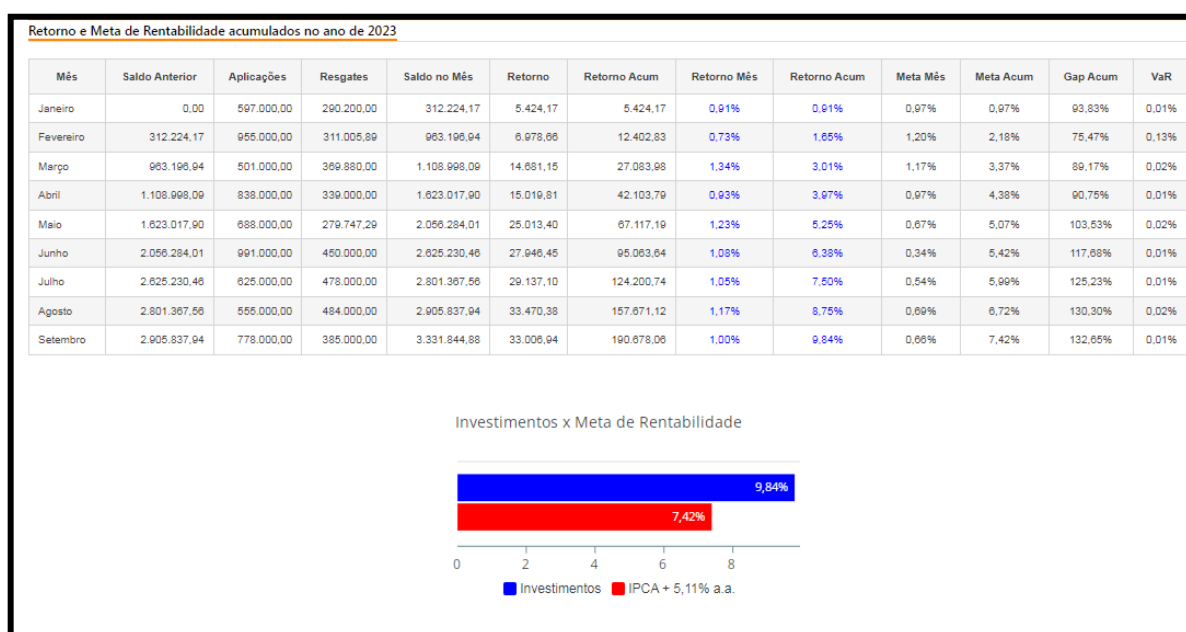 Retorno e Meta de Rentabilidade acumulados no ano de 2023
Mês Saldo Anterior Aplicações Resgates Saldo no Mês Retorno Retorno Acum Retorno Mês Retorno Acum Meta Mês Meta Acum Gap Acum VaR
Janeiro 0,00 597.000,00 290.200,00 312.224,17 5.424,17 5.424,17 0,91% 0,91% 0,97% 0,97% 93,83% 0,01%
Fevereiro 312.224,17 955.000,00 311.005,89 963.196,94 6.978,66 12.402,83 0,73% 1,65% 1,20% 2,18% 75,47% 0,13%
Março 963.196,94 501.000,00 369.880,00 1.108.998,09 14.681,15 27.083,98 1,34% 3,01% 1,17% 3,37% 89,17% 0,02%
Abril 1.108.998,09 838.000,00 339.000,00 1.623.017,90 15.019,81 42.103,79 0,93% 3,97% 0,97% 4,38% 90,75% 0,01%
Maio 1.623.017,90 688.000,00 279.747,29 2.056.284,01 25.013,40 67.117,19 1,23% 5,25% 0,67% 5,07% 103,53% 0,02%
Junho 2.056.284,01 991.000,00 450.000,00 2.625.230,46 27.946,45 95.063,64 1,08% 6,38% 0,34% 5,42% 117,68% 0,01%
Julho 2.625.230,46 625.000,00 478.000,00 2.801.367,56 29.137,10 124.200,74 1,05% 7,50% 0,54% 5,99% 125,23% 0,01%
Agosto 2.801.367,56 555.000,00 484.000,00 2.905.837,94 33.470,38 157.671,12 1,17% 8,75% 0,69% 6,72% 130,30% 0,02%
Setembro 2.905.837,94 778.000,00 385.000,00 3.331.844,88 33.006,94 190.678,06 1,00% 9,84% 0,66% 7,42% 132,65% 0,01%
Investimentos x Meta de Rentabilidade
9,84%
7,42%
0 2 4 6 8
Investimentos IPCA + 5,11% a.a.